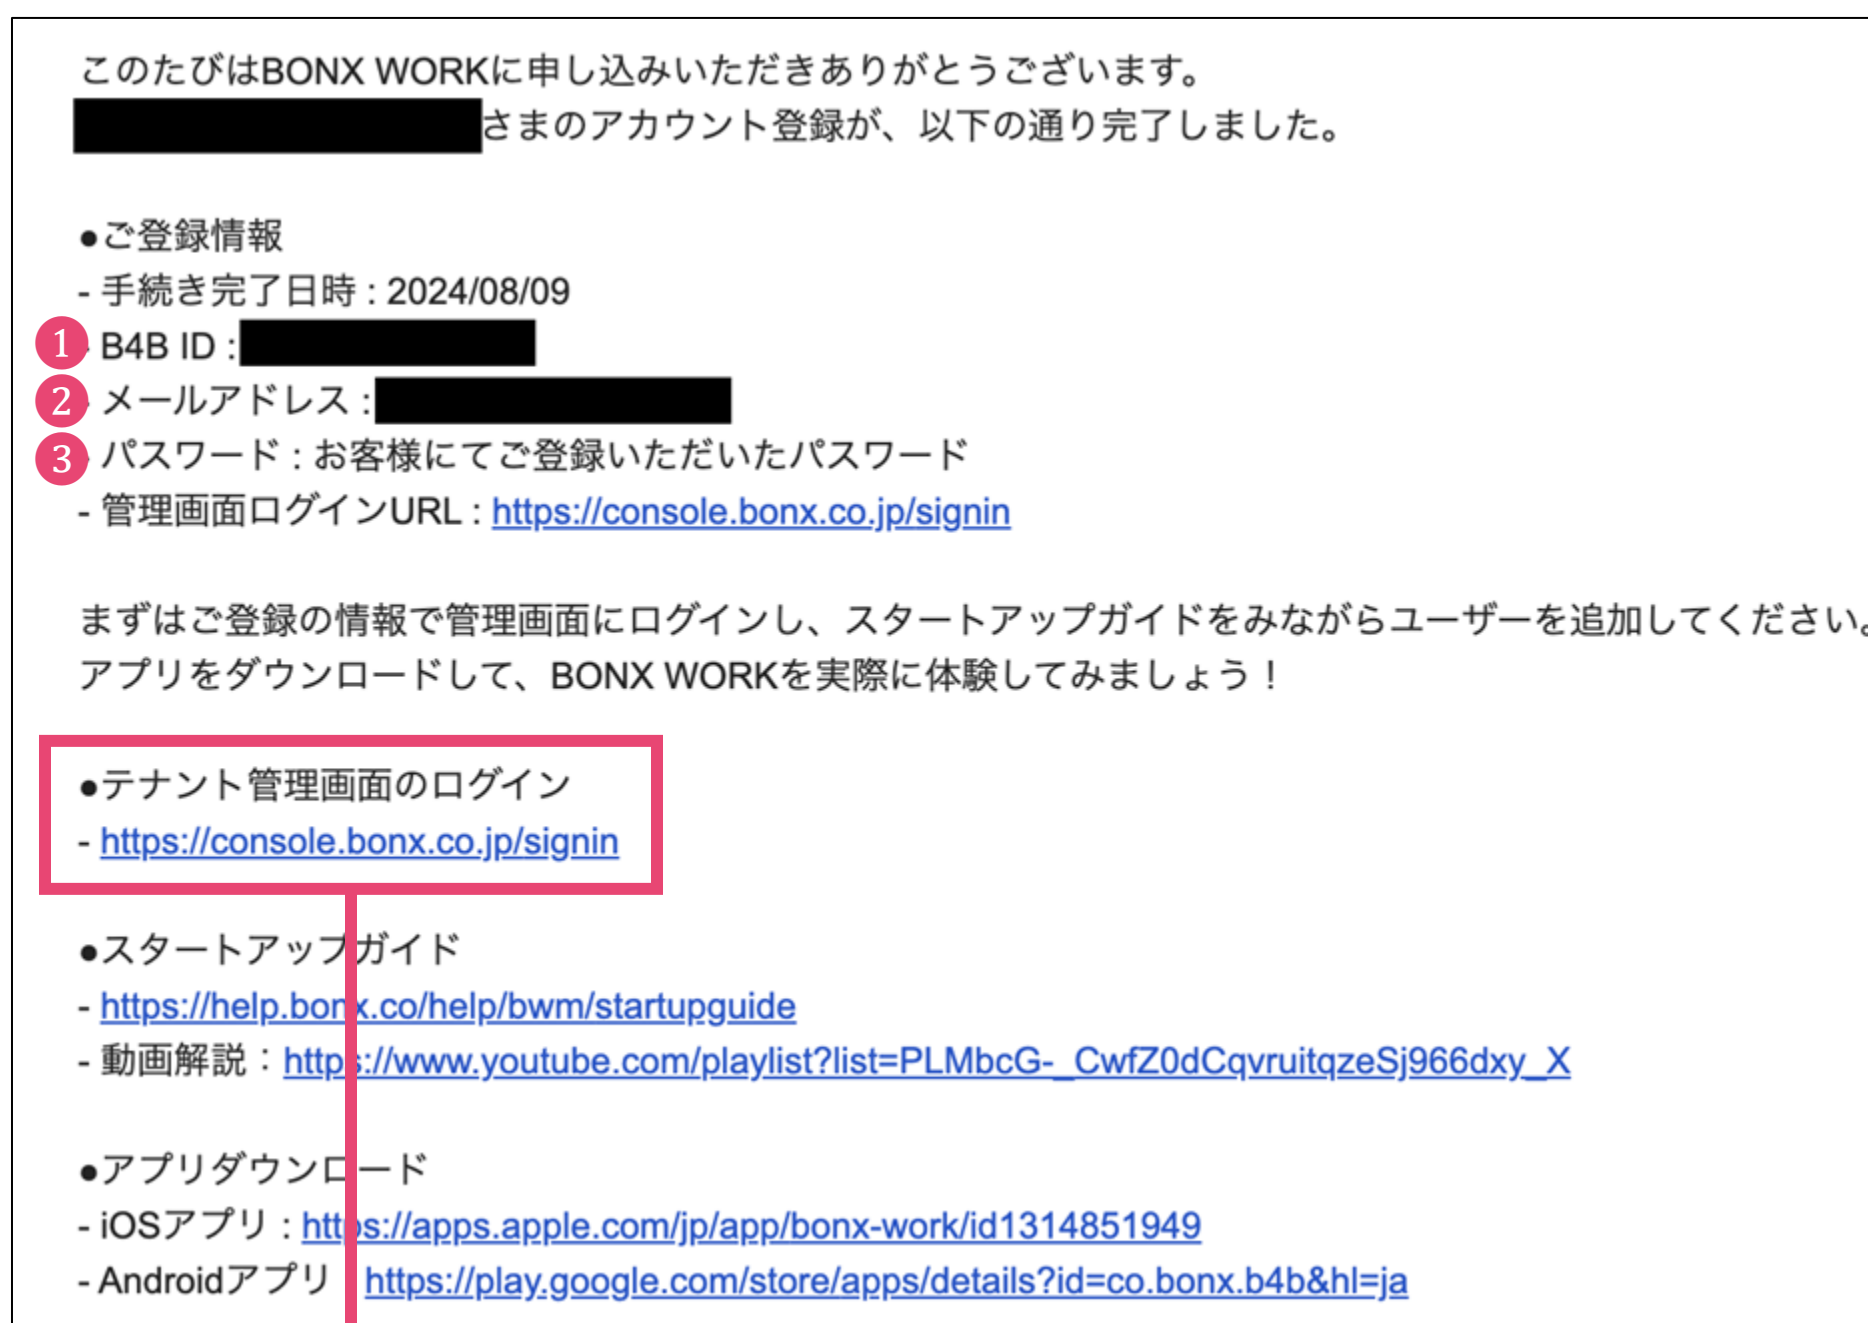 このたびはBONX WORKに申し込みいただきありがとうございます。
さまのアカウント登録が、以下の通り完了しました。
●ご登録情報
- 手続き完了日時 : 2024/08/09
1 B4B ID :
2 メールアドレス :
3 パスワード : お客様にてご登録いただいたパスワード
- 管理画面ログインURL : https://console.bonx.co.jp/signin
まずはご登録の情報で管理画面にログインし、スタートアップガイドをみながらユーザーを追加してください。
アプリをダウンロードして、BONX WORKを実際に体験してみましょう！
●テナント管理画面のログイン
- https://console.bonx.co.jp/signin
●スタートアップガイド
- https://help.bonx.co/help/bwm/startupguide
- 動画解説：https://www.youtube.com/playlist?list=PLMbcG-_CwfZ0dCqvruitqzeSj966dxy_X
●アプリダウンロード
- iOSアプリ : https://apps.apple.com/jp/app/bonx-work/id1314851949
- Androidアプリ https://play.google.com/store/apps/details?id=co.bonx.b4b&hl=ja